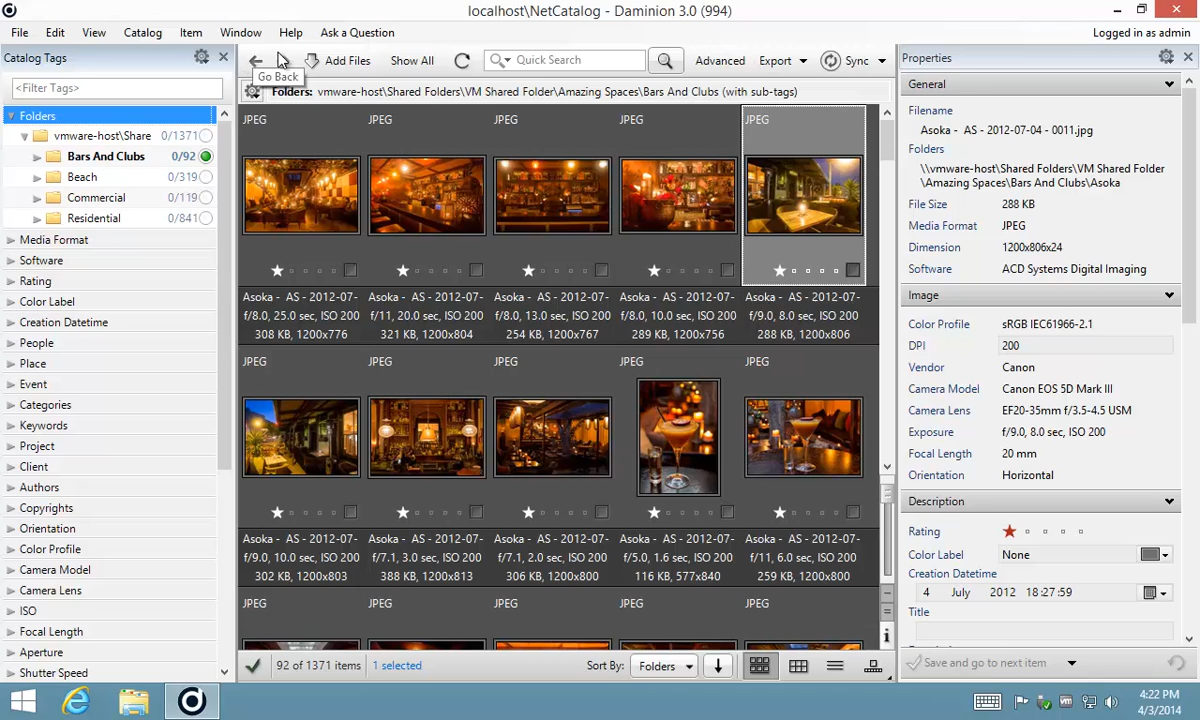 localhost\NetCatalog - Daminion 3.0 (994)
File Edit View Catalog Item Window Help Ask a Question
Logged in as admin
Catalog Tags
<Filter Tags>
Folders
vmware-host\Share 0/1371
Bars And Clubs 0/92
Beach 0/319
Commercial 0/119
Residential 0/841
Media Format
Software
Rating
Color Label
Creation Datetime
People
Place
Event
Categories
Keywords
Project
Client
Authors
Copyrights
Orientation
Color Profile
Camera Model
Camera Lens
ISO
Focal Length
Aperture
Shutter Speed
Add Files Show All Quick Search Advanced Export Sync
Go Back
Folders: vmware-host\Shared Folders\VM Shared Folder\Amazing Spaces\Bars And Clubs (with sub-tags)
JPEG JPEG JPEG JPEG JPEG
Asoka - AS - 2012-07- Asoka - AS - 2012-07- Asoka - AS - 2012-07- Asoka - AS - 2012-07- Asoka - AS - 2012-07-
f/8.0, 25.0 sec, ISO 200 f/11, 20.0 sec, ISO 200 f/8.0, 13.0 sec, ISO 200 f/8.0, 10.0 sec, ISO 200 f/9.0, 8.0 sec, ISO 200
308 KB, 1200x776 321 KB, 1200x804 254 KB, 1200x767 289 KB, 1200x756 288 KB, 1200x806
JPEG JPEG JPEG JPEG JPEG
Asoka - AS - 2012-07- Asoka - AS - 2012-07- Asoka - AS - 2012-07- Asoka - AS - 2012-07- Asoka - AS - 2012-07-
f/9.0, 10.0 sec, ISO 200 f/7.1, 3.0 sec, ISO 200 f/7.1, 2.0 sec, ISO 200 f/5.0, 1.6 sec, ISO 200 f/11, 6.0 sec, ISO 200
302 KB, 1200x803 388 KB, 1200x813 306 KB, 1200x800 116 KB, 577x840 259 KB, 1200x800
JPEG JPEG JPEG JPEG JPEG
92 of 1371 items 1 selected Sort By: Folders
Properties
General
Filename
Asoka - AS - 2012-07-04 - 0011.jpg
Folders
\\vmware-host\Shared Folders\VM Shared Folder
\Amazing Spaces\Bars And Clubs\Asoka
File Size 288 KB
Media Format JPEG
Dimension 1200x806x24
Software ACD Systems Digital Imaging
Image
Color Profile sRGB IEC61966-2.1
DPI 200
Vendor Canon
Camera Model Canon EOS 5D Mark III
Camera Lens EF20-35mm f/3.5-4.5 USM
Exposure f/9.0, 8.0 sec, ISO 200
Focal Length 20 mm
Orientation Horizontal
Description
Rating
Color Label None
Creation Datetime
4 July 2012 18:27:59
Title
Save and go to next item
4:22 PM
4/3/2014